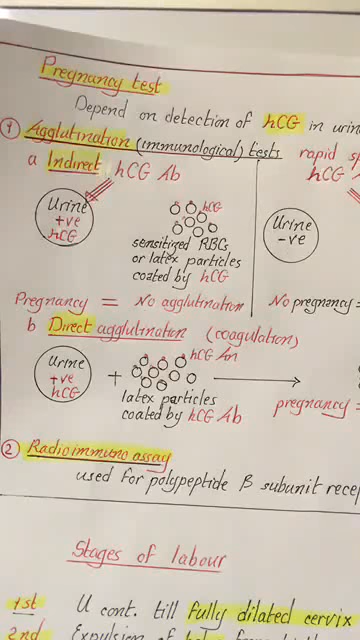 Pregnancy test
Depend on detection of hCG in urin
① Agglutination (immunological) tests rapid s
a Indirect hCG Ab hCG
Urine +ve hCG
hCG
sensitized RBCs or latex particles coated by hCG
Urine -ve
Pregnancy = No agglutination No pregnancy =
b Direct agglutination (coagulation)
Urine +ve hCG
+
hCG
latex particles coated by hCG Ab
pregnancy =
② Radioimmuno assay
used for polypeptide β subunit recep
Stages of labour
1st U cont. till fully dilated cervix
2nd Expulsion of